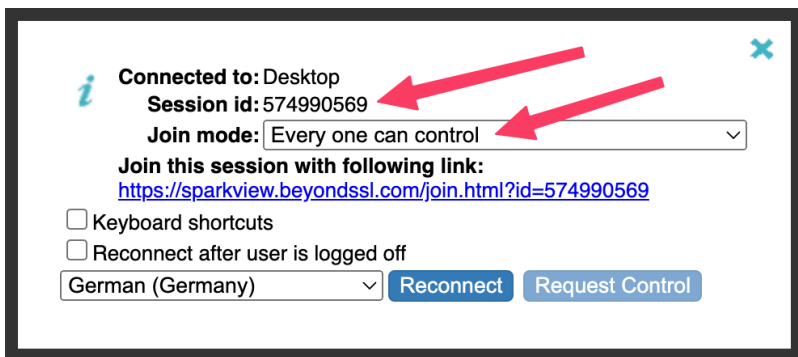 Connected to: Desktop
Session id: 574990569
Join mode: Every one can control
Join this session with following link:
https://sparkview.beyondssl.com/join.html?id=574990569
Keyboard shortcuts
Reconnect after user is logged off
German (Germany) Reconnect Request Control